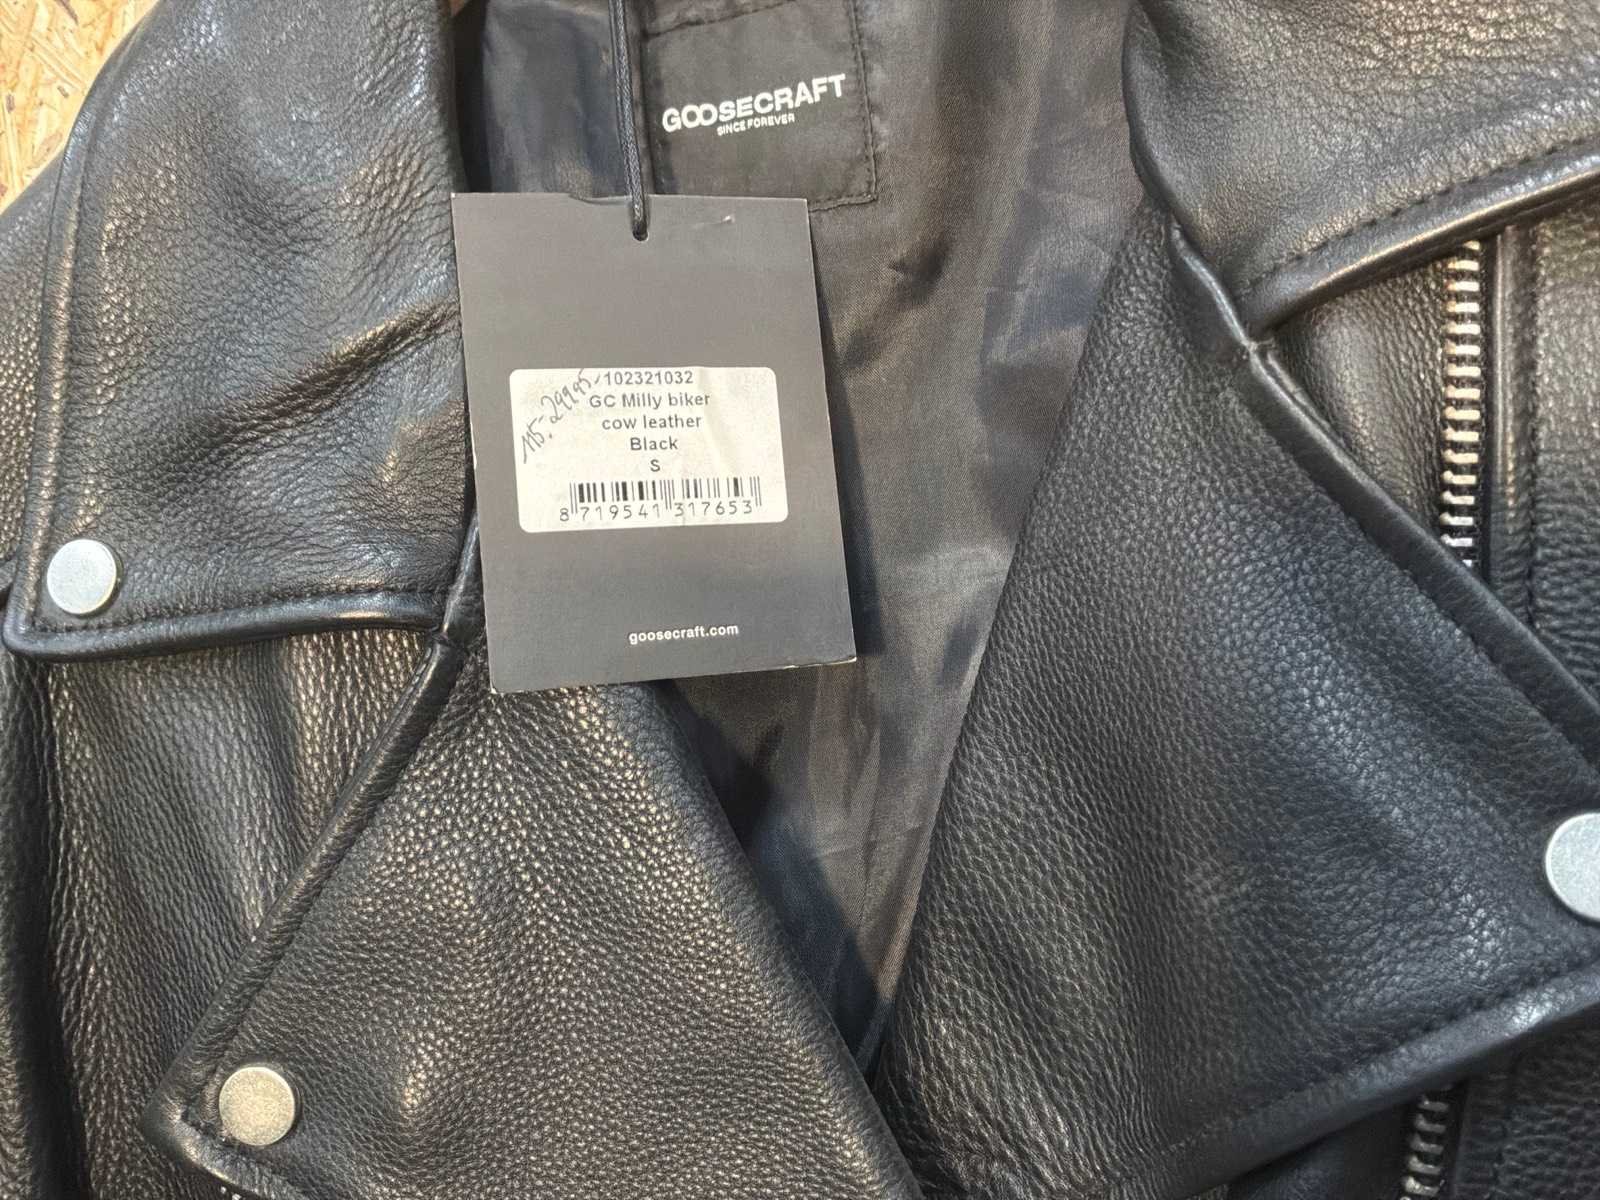 GOOSECRAFT
SINCE FOREVER
102321032
GC Milly biker
cow leather
Black
S
8 719541 317653
115,- 299.95
goosecraft.com